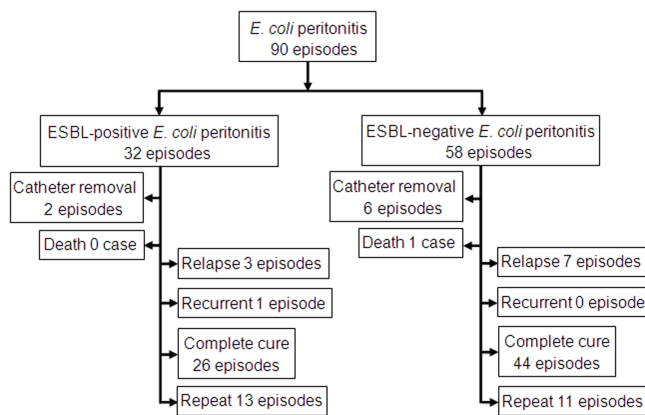 E. coli peritonitis
90 episodes
ESBL-positive E. coli peritonitis
32 episodes
ESBL-negative E. coli peritonitis
58 episodes
Catheter removal
2 episodes
Death 0 case
Relapse 3 episodes
Recurrent 1 episode
Complete cure
26 episodes
Repeat 13 episodes
Catheter removal
6 episodes
Death 1 case
Relapse 7 episodes
Recurrent 0 episode
Complete cure
44 episodes
Repeat 11 episodes